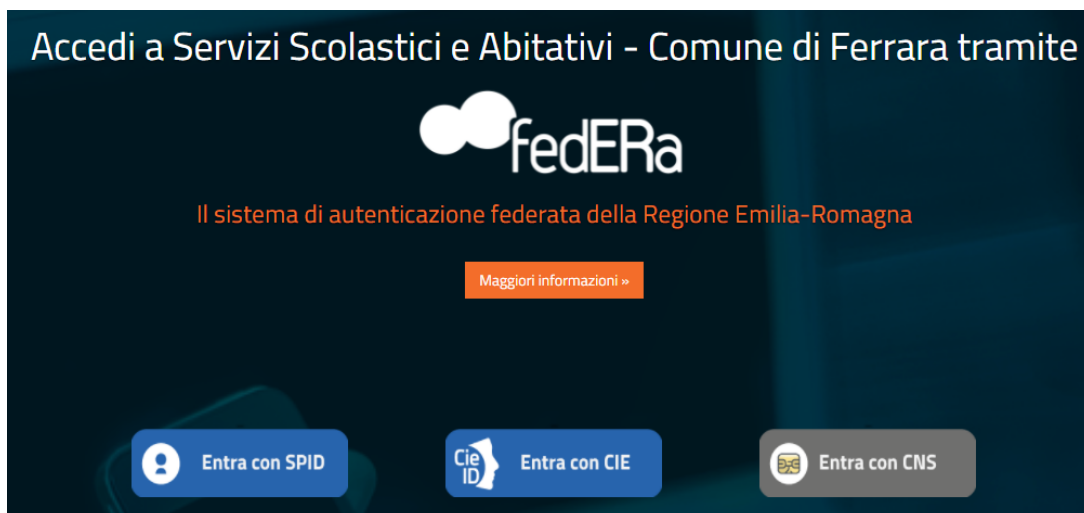 Accedi a Servizi Scolastici e Abitativi - Comune di Ferrara tramite
fedERa
Il sistema di autenticazione federata della Regione Emilia-Romagna
Maggiori informazioni »
Entra con SPID
Cie ID
Entra con CIE
Entra con CNS